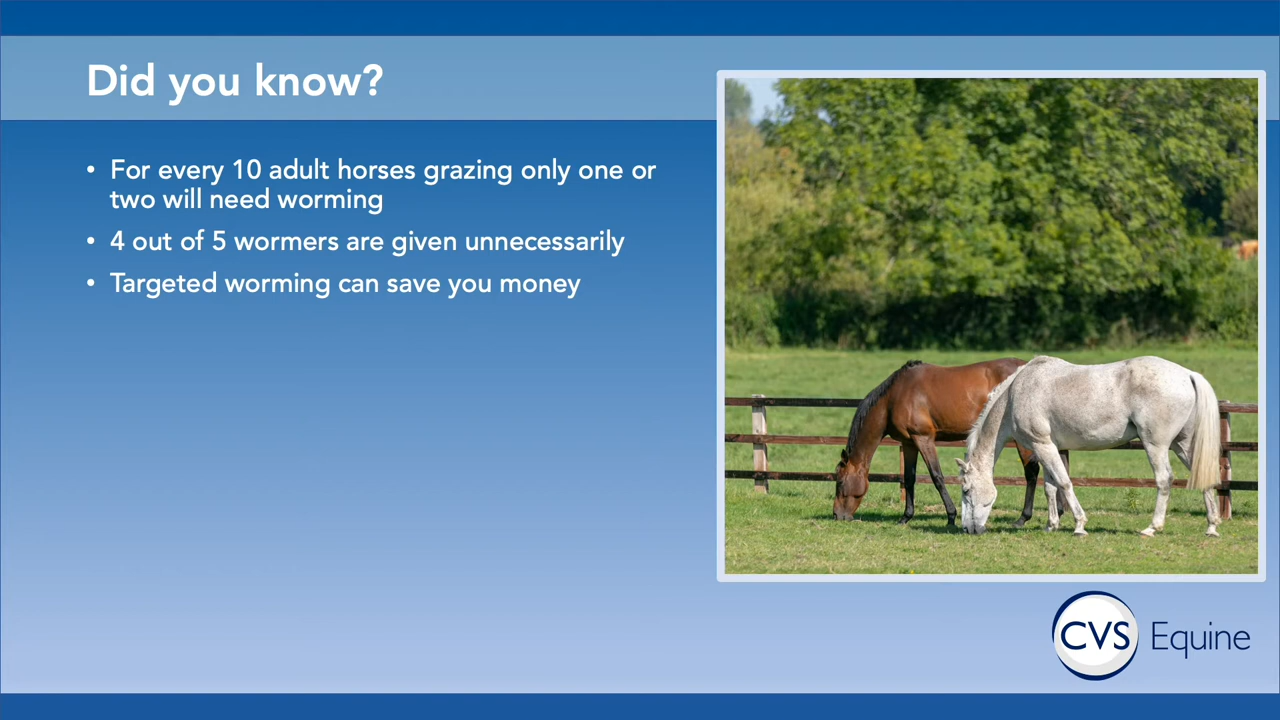 Did you know?
• For every 10 adult horses grazing only one or
two will need worming
• 4 out of 5 wormers are given unnecessarily
• Targeted worming can save you money
CVS Equine